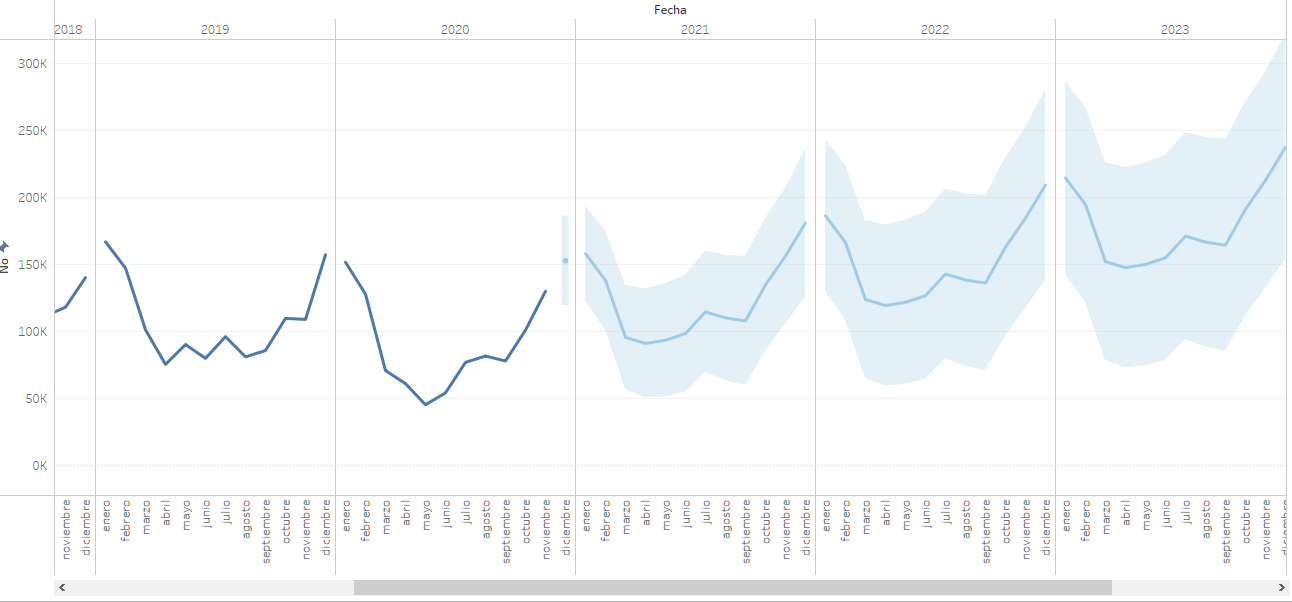 Fecha
2018 2019 2020 2021 2022 2023
300K
250K
200K
150K
100K
50K
0K
No
noviembre diciembre enero febrero marzo abril mayo junio julio agosto septiembre octubre noviembre diciembre enero febrero marzo abril mayo junio julio agosto septiembre octubre noviembre diciembre enero febrero marzo abril mayo junio julio agosto septiembre octubre noviembre diciembre enero febrero marzo abril mayo junio julio agosto septiembre octubre noviembre diciembre enero febrero marzo abril mayo junio julio agosto septiembre octubre noviembre diciembre